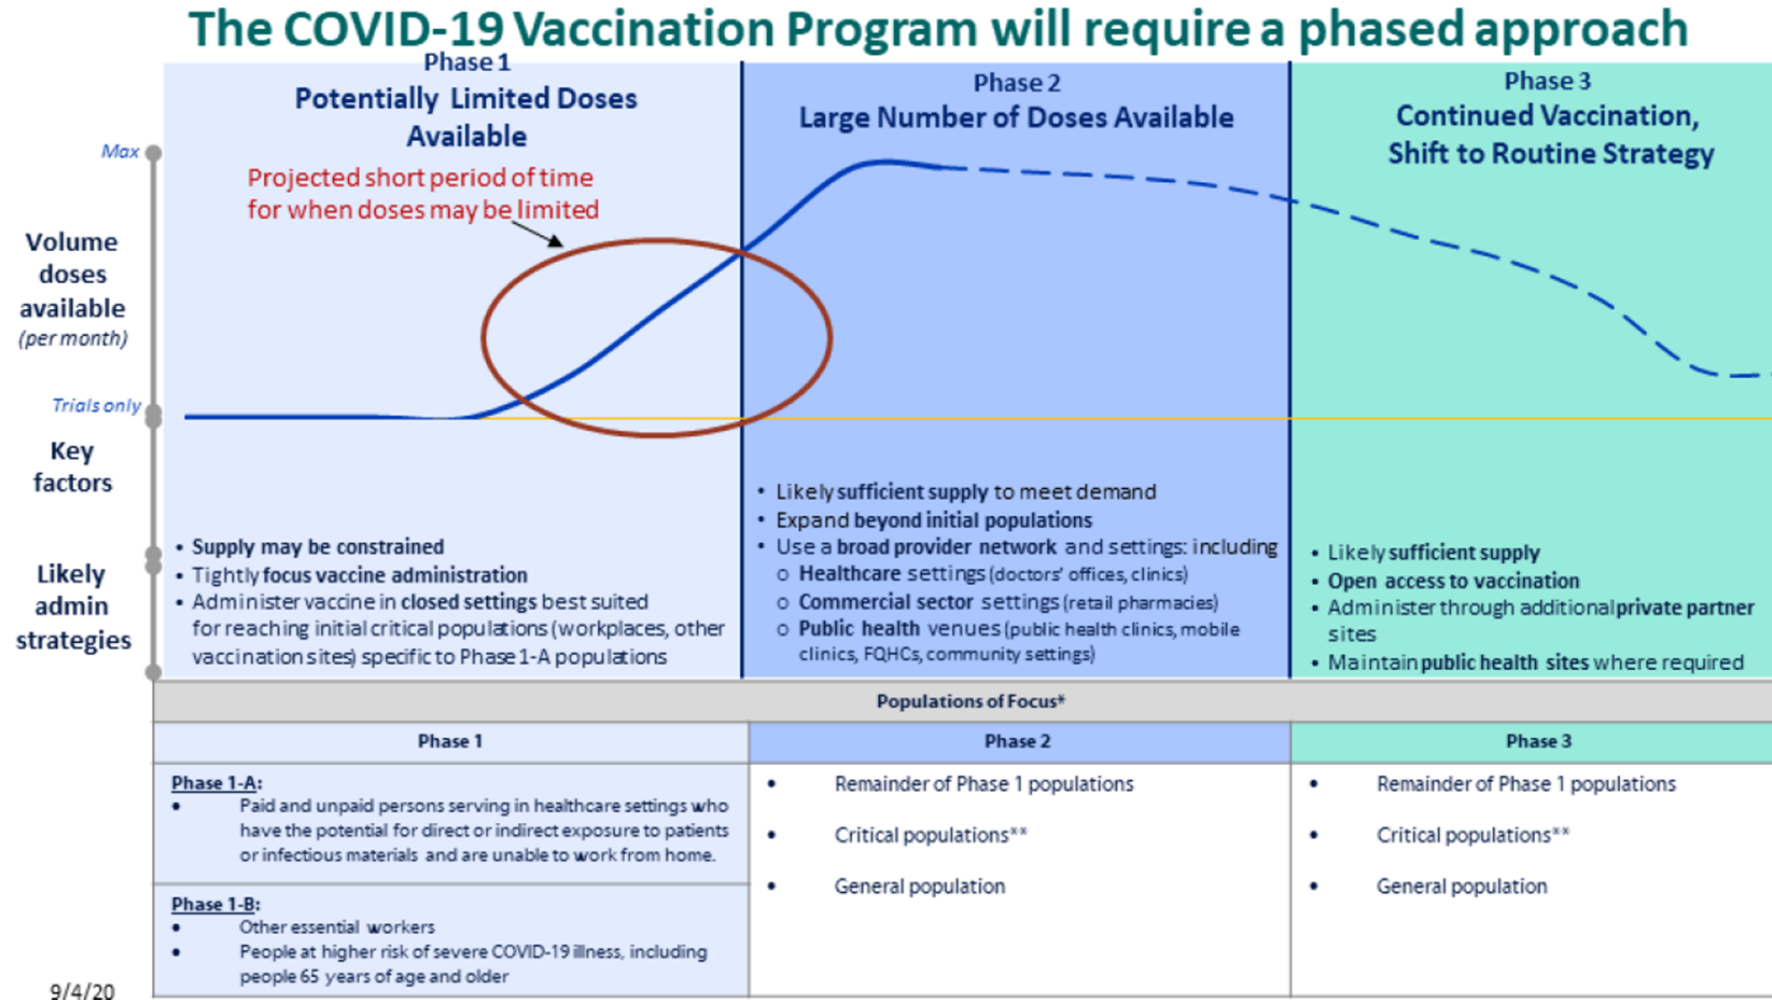 The COVID-19 Vaccination Program will require a phased approach
Phase 1
Potentially Limited Doses
Available
Projected short period of time
for when doses may be limited
Phase 2
Large Number of Doses Available
Phase 3
Continued Vaccination,
Shift to Routine Strategy
Max
Volume
doses
available
(per month)
Trials only
Key
factors
Likely
admin
strategies
• Supply may be constrained
• Tightly focus vaccine administration
• Administer vaccine in closed settings best suited
for reaching initial critical populations (workplaces, other
vaccination sites) specific to Phase 1-A populations
• Likely sufficient supply to meet demand
• Expand beyond initial populations
• Use a broad provider network and settings: including
o Healthcare settings (doctors’ offices, clinics)
o Commercial sector settings (retail pharmacies)
o Public health venues (public health clinics, mobile
clinics, FQHCs, community settings)
• Likely sufficient supply
• Open access to vaccination
• Administer through additional private partner
sites
• Maintain public health sites where required
Populations of Focus*
Phase 1
Phase 2
Phase 3
Phase 1-A:
• Paid and unpaid persons serving in healthcare settings who
have the potential for direct or indirect exposure to patients
or infectious materials and are unable to work from home.
Phase 1-B:
• Other essential workers
• People at higher risk of severe COVID-19 illness, including
people 65 years of age and older
• Remainder of Phase 1 populations
• Critical populations**
• General population
• Remainder of Phase 1 populations
• Critical populations**
• General population
9/4/20